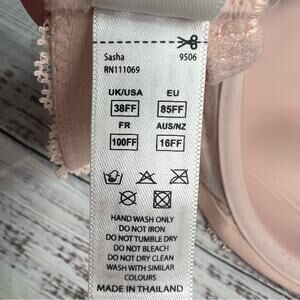 Sasha 9506
RN111069
UK/USA EU
38FF 85FF
FR AUS/NZ
100FF 16FF
HAND WASH ONLY
DO NOT IRON
DO NOT TUMBLE DRY
DO NOT BLEACH
DO NOT DRY CLEAN
WASH WITH SIMILAR
COLOURS
MADE IN THAILAND